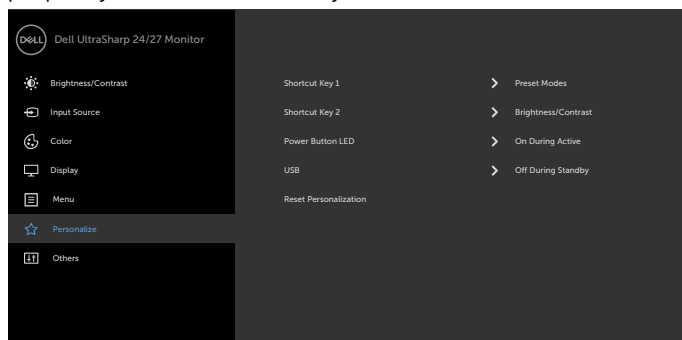 DELL Dell UltraSharp 24/27 Monitor
Brightness/Contrast
Input Source
Color
Display
Menu
Personalize
Others
Shortcut Key 1 Preset Modes
Shortcut Key 2 Brightness/Contrast
Power Button LED On During Active
USB Off During Standby
Reset Personalization